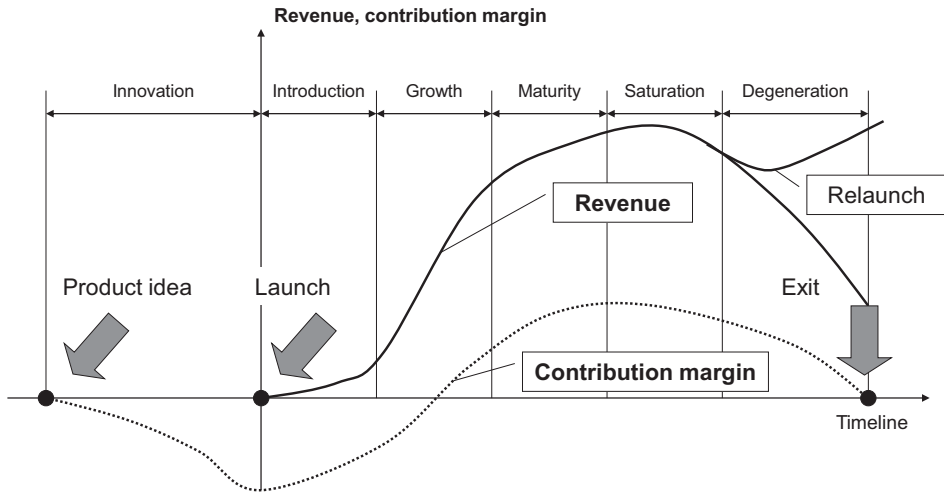 Revenue, contribution margin
Innovation
Introduction
Growth
Maturity
Saturation
Degeneration
Revenue
Relaunch
Product idea
Launch
Exit
Contribution margin
Timeline